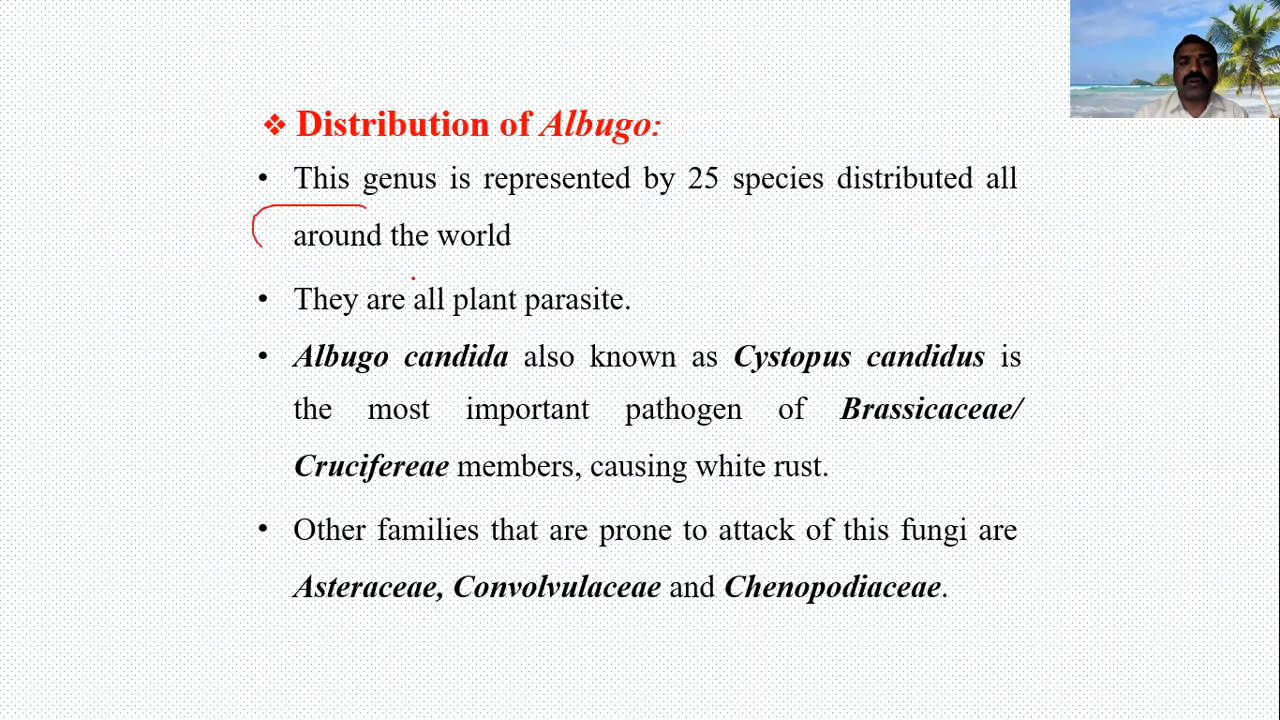 ❖ Distribution of Albugo:
• This genus is represented by 25 species distributed all
around the world
• They are all plant parasite.
• Albugo candida also known as Cystopus candidus is
the most important pathogen of Brassicaceae/
Crucifereae members, causing white rust.
• Other families that are prone to attack of this fungi are
Asteraceae, Convolvulaceae and Chenopodiaceae.